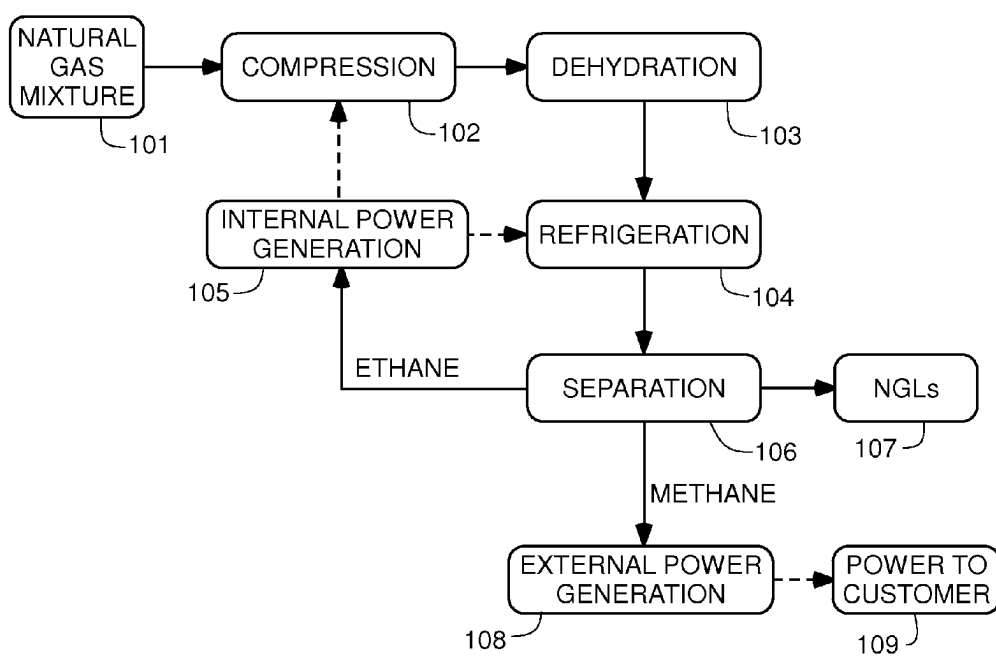 NATURAL
GAS
MIXTURE
101
COMPRESSION
102
DEHYDRATION
103
INTERNAL POWER
GENERATION
105
REFRIGERATION
104
ETHANE
SEPARATION
106
NGLs
107
METHANE
EXTERNAL POWER
GENERATION
108
POWER TO
CUSTOMER
109